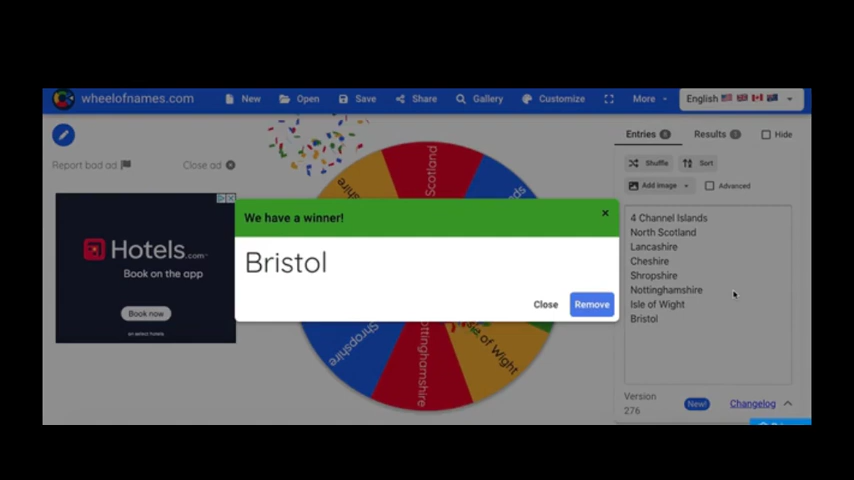 wheelofnames.com New Open Save Share Gallery Customize More English
Report bad ad Close ad
Hotels.com
Book on the app
Book now
We have a winner!
Bristol
Close Remove
Scotland
Shropshire
Nottinghamshire
Isle of Wight
Entries 8 Results 1 Hide
Shuffle Sort
Add image Advanced
4 Channel Islands
North Scotland
Lancashire
Cheshire
Shropshire
Nottinghamshire
Isle of Wight
Bristol
Version 276 New! Changelog